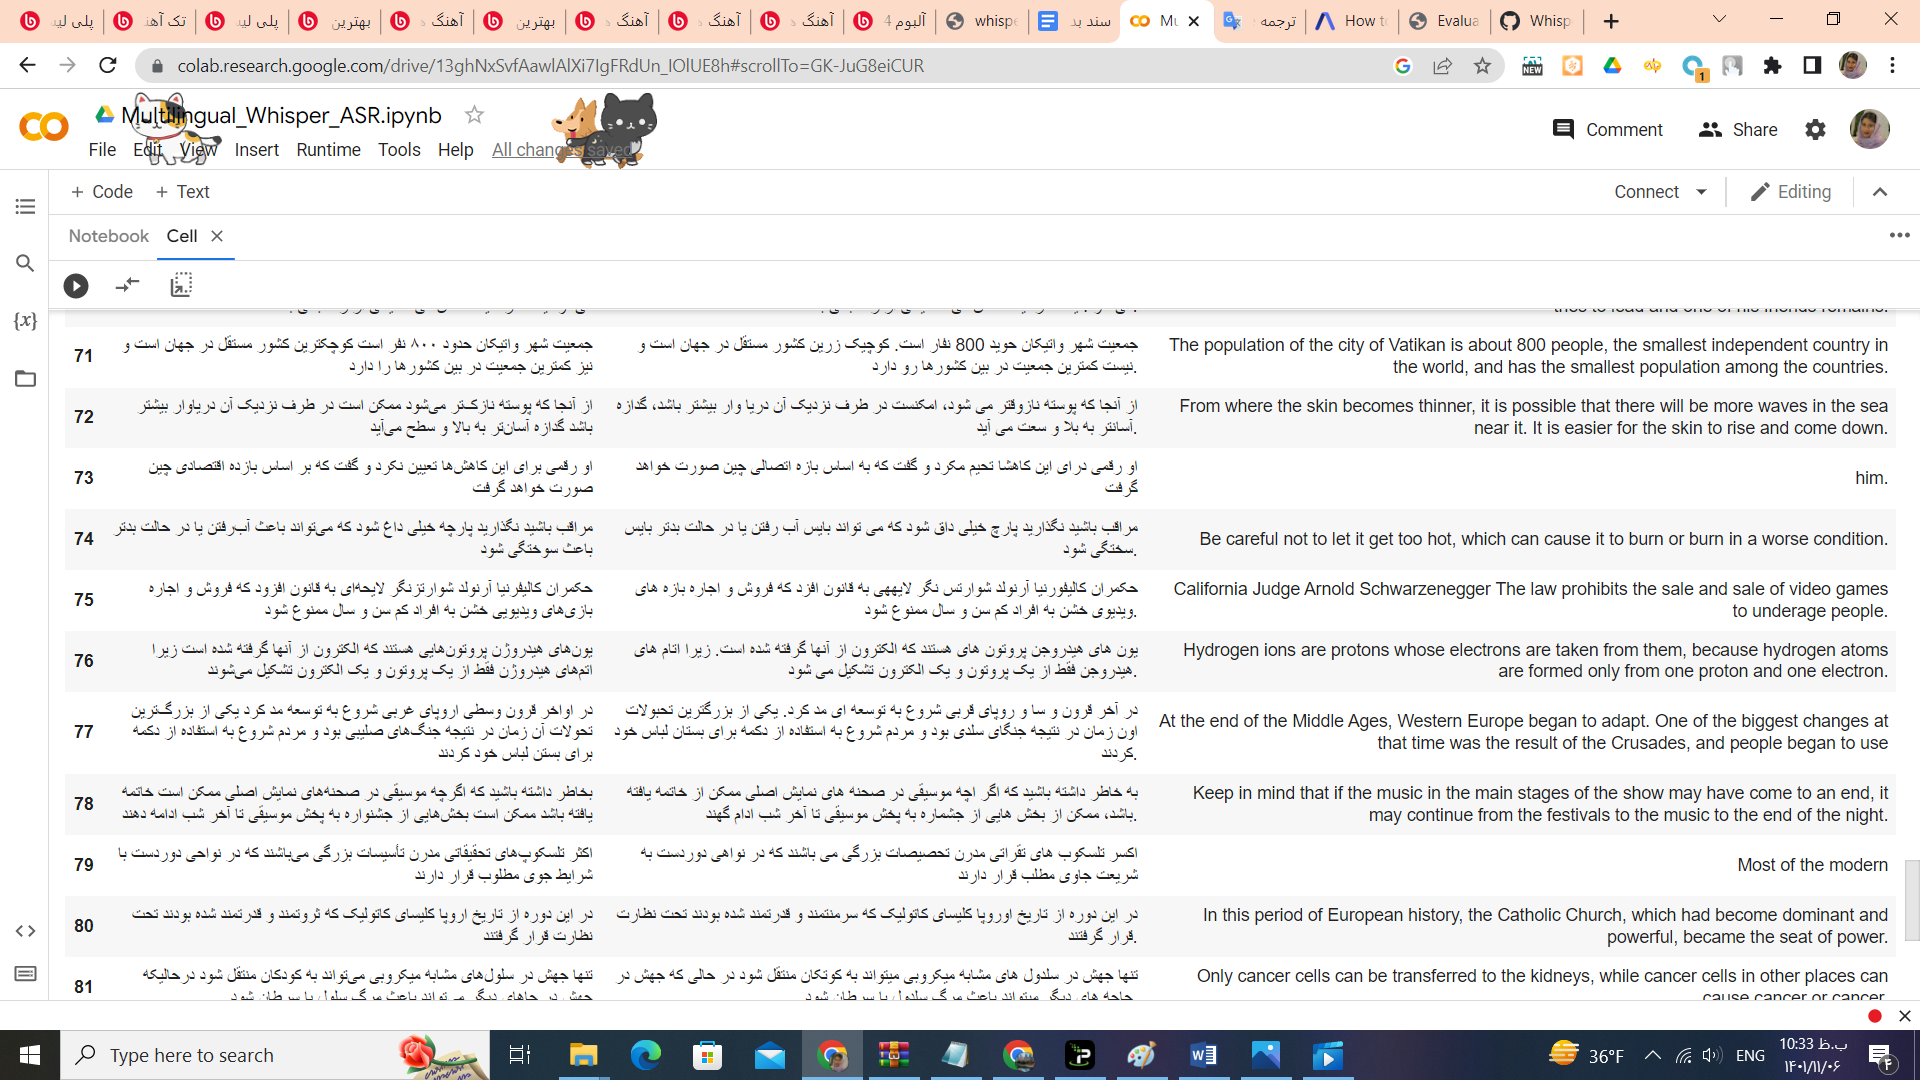 پلی لیـ
تک آهنـ
پلی لیـ
بهترین
آهنگ د
بهترین
آهنگ د
آهنگ د
آهنگ د
آلبوم 4
whispe
سند بد
Mu
ترجمه
How to
Evalua
Whisp
colab.research.google.com/drive/13ghNxSvfAawlAlXi7IgFRdUn_IOlUE8h#scrollTo=GK-JuG8eiCUR
NEW
1
Multilingual_Whisper_ASR.ipynb
File Edit View Insert Runtime Tools Help All changes saved
Comment Share
+ Code + Text
Connect Editing
Notebook Cell
{x}
71
جمعیت شهر واتیکان حدود ۸۰۰ نفر است کوچکترین کشور مستقل در جهان است و
نیز کمترین جمعیت در بین کشورها را دارد
جمعیت شهر واتیکان حوید 800 نفار است. کوچیک زرین کشور مستقل در جهان است و
نیست کمترین جمعیت در بین کشورها رو دارد.
The population of the city of Vatikan is about 800 people, the smallest independent country in
the world, and has the smallest population among the countries.
72
از آنجا که پوسته نازک‌تر می‌شود ممکن است در طرف نزدیک آن دریاوار بیشتر
باشد گدازه آسان‌تر به بالا و سطح می‌آید
از آنجا که پوسته نازوقتر می شود، امکنست در طرف نزدیک آن دریا وار بیشتر باشد، گدازه
آسانتر به بلا و سعت می آید.
From where the skin becomes thinner, it is possible that there will be more waves in the sea
near it. It is easier for the skin to rise and come down.
73
او رقمی برای این کاهش‌ها تعیین نکرد و گفت که بر اساس بازده اقتصادی چین
صورت خواهد گرفت
او رقمی درای این کاهشا تحیم مکرد و گفت که به اساس بازه اتصالی چین صورت خواهد
گرفت
him.
74
مراقب باشید نگذارید پارچه خیلی داغ شود که می‌تواند باعث آب‌رفتن یا در حالت بدتر
باعث سوختگی شود
مراقب باشید نگذارید پارچ خیلی داق شود که می تواند بایس آب رفتن یا در حالت بدتر بایس
سختگی شود.
Be careful not to let it get too hot, which can cause it to burn or burn in a worse condition.
75
حکمران کالیفرنیا آرنولد شوارتزنگر لایحه‌ای به قانون افزود که فروش و اجاره
بازی‌های ویدیویی خشن به افراد کم سن و سال ممنوع شود
حکمران کالیفورنیا آرنولد شوارتس نگر لایههی به قانون افزد که فروش و اجاره بازه های
ویدیوی خشن به افراد کم سن و سال ممنوع شود.
California Judge Arnold Schwarzenegger The law prohibits the sale and sale of video games
to underage people.
76
یون‌های هیدروژن پروتون‌هایی هستند که الکترون از آنها گرفته شده است زیرا
اتم‌های هیدروژن فقط از یک پروتون و یک الکترون تشکیل می‌شوند
یون های هیدروجن پروتون های هستند که الکترون از آنها گرفته شده است. زیرا اتام های
هیدروجن فقط از یک پروتون و یک الکترون تشکیل می شود.
Hydrogen ions are protons whose electrons are taken from them, because hydrogen atoms
are formed only from one proton and one electron.
77
در اواخر قرون وسطی اروپای غربی شروع به توسعه مد کرد یکی از بزرگ‌ترین
تحولات آن زمان در نتیجه جنگ‌های صلیبی بود و مردم شروع به استفاده از دکمه
برای بستن لباس خود کردند
در آخر قرون و سا و روپای قربی شروع به توسعه ای مد کرد. یکی از بزرگترین تحبولات
اون زمان در نتیجه جنگای سلدی بود و مردم شروع به استفاده از دکمه برای بستان لباس خود
کردند.
At the end of the Middle Ages, Western Europe began to adapt. One of the biggest changes at
that time was the result of the Crusades, and people began to use
78
بخاطر داشته باشید که اگرچه موسیقی در صحنه‌های نمایش اصلی ممکن است خاتمه
یافته باشد ممکن است بخش‌هایی از جشنواره به پخش موسیقی تا آخر شب ادامه دهند
به خاطر داشته باشید که اگر اچه موسیقی در صحنه های نمایش اصلی ممکن از خاتمه یافته
باشد، ممکن از بخش هایی از جشماره به پخش موسیقی تا آخر شب ادام گهند.
Keep in mind that if the music in the main stages of the show may have come to an end, it
may continue from the festivals to the music to the end of the night.
79
اکثر تلسکوپ‌های تحقیقاتی مدرن تأسیسات بزرگی می‌باشند که در نواحی دوردست با
شرایط جوی مطلوب قرار دارند
اکسر تلسکوب های تقراتی مدرن تحصیصات بزرگی می باشند که در نواهی دوردست به
شریعت جاوی مطلب قرار دارند
Most of the modern
80
در این دوره از تاریخ اروپا کلیسای کاتولیک که ثروتمند و قدرتمند شده بودند تحت
نظارت قرار گرفتند
در این دوره از تاریخ اوروپا کلیسای کاتولیک که سرمنتمند و قدرتمند شده بودند تحت نظارت
قرار گرفتند.
In this period of European history, the Catholic Church, which had become dominant and
powerful, became the seat of power.
81
تنها جهش در سلول‌های مشابه میکروبی می‌تواند به کودکان منتقل شود درحالیکه
جهش در جاهای دیگر می‌تواند باعث مرگ سلول یا سرطان شود
تنها جهش در سلدول های مشابه میکروبی میتواند به کوتکان منتقل شود در حالی که جهش در
جاجه های دیگر میتواند باعث مرگ سلدول یا سرطان شود
Only cancer cells can be transferred to the kidneys, while cancer cells in other places can
cause cancer or cancer.
Type here to search
36°F ENG
10:33 ب.ظ
۱۴۰۱/۱۱/۰۶
۴